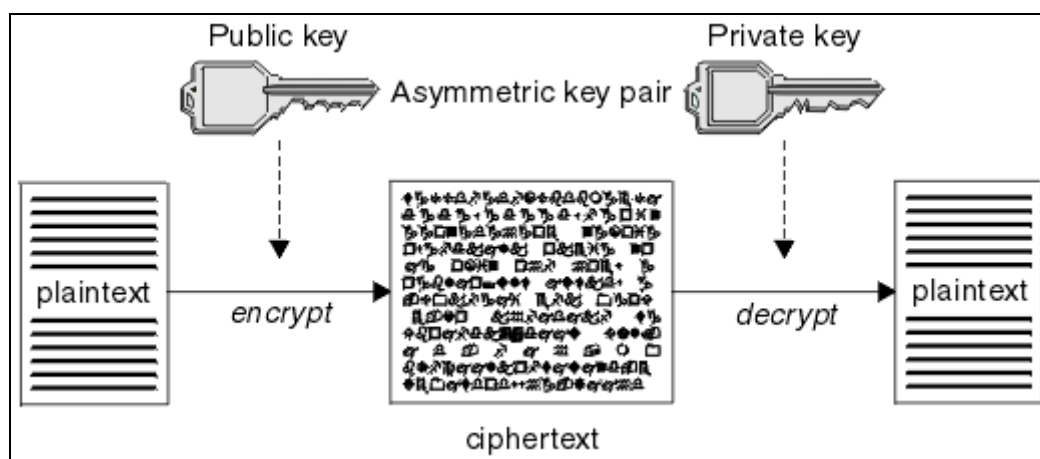 Public key
Private key
Asymmetric key pair
plaintext
encrypt
decrypt
plaintext
ciphertext